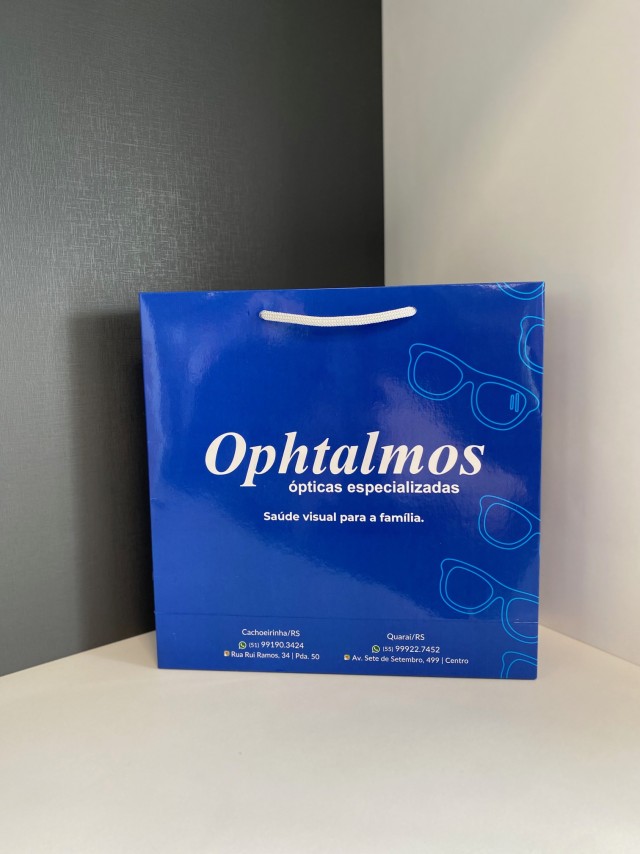 Ophtalmos
ópticas especializadas
Saúde visual para a família.
Cachoeirinha/RS
(51) 99190.3424
Rua Rui Ramos, 34 | Pda. 50
Quaraí/RS
(55) 99922.7452
Av. Sete de Setembro, 499 | Centro